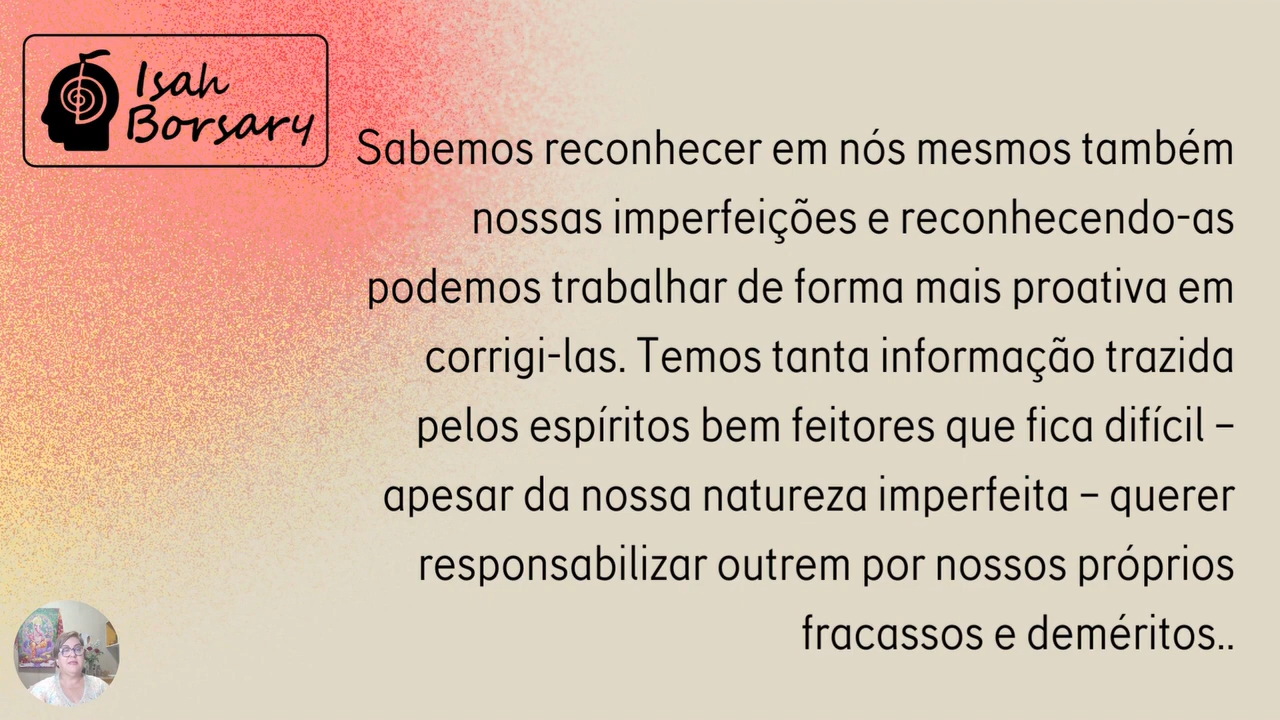 Isah
Borsary
Sabemos reconhecer em nós mesmos também
nossas imperfeições e reconhecendo-as
podemos trabalhar de forma mais proativa em
corrigi-las. Temos tanta informação trazida
pelos espíritos bem feitores que fica difícil –
apesar da nossa natureza imperfeita – querer
responsabilizar outrem por nossos próprios
fracassos e deméritos..